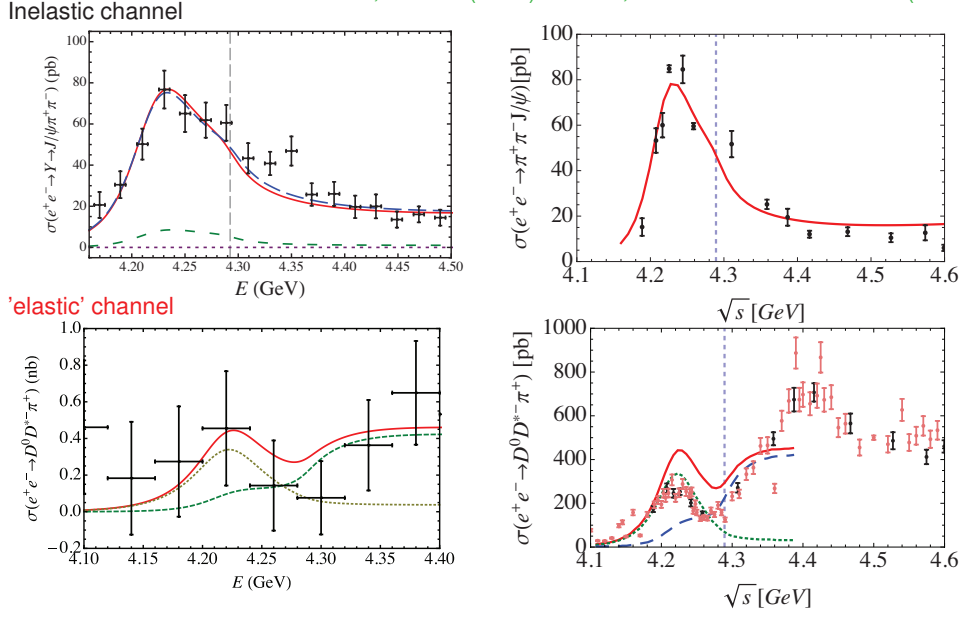 Inelastic channel
σ(e⁺e⁻→Y→J/ψπ⁺π⁻) (pb)
100
80
60
40
20
0
4.20 4.25 4.30 4.35 4.40 4.45 4.50
E (GeV)
σ(e⁺e⁻→π⁺π⁻J/ψ)[pb]
100
80
60
40
20
0
4.1 4.2 4.3 4.4 4.5 4.6
√s [GeV]
'elastic' channel
σ(e⁺e⁻→D⁰D*⁻π⁺) (nb)
1.0
0.8
0.6
0.4
0.2
0.0
−0.2
4.10 4.15 4.20 4.25 4.30 4.35 4.40
E (GeV)
σ(e⁺e⁻→D⁰D*⁻π⁺) [pb]
1000
800
600
400
200
0
4.1 4.2 4.3 4.4 4.5 4.6
√s [GeV]